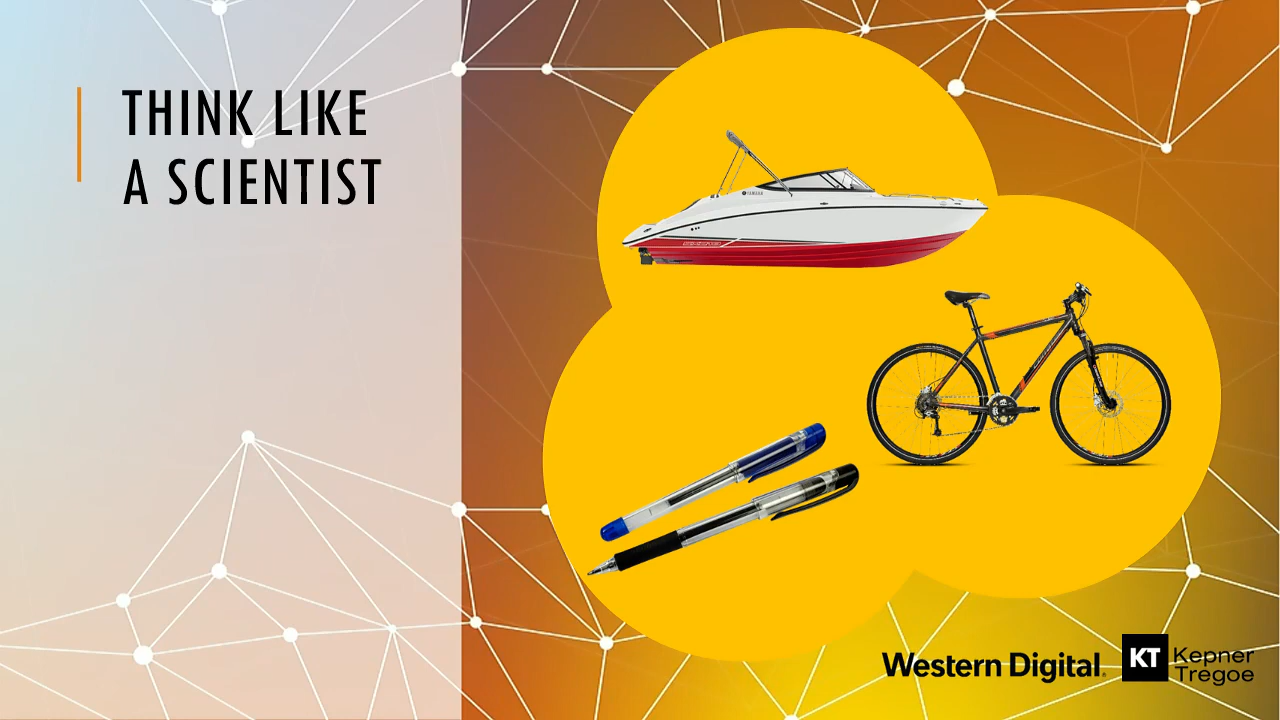 THINK LIKE
A SCIENTIST
Western Digital.
KT Kepner
Tregoe